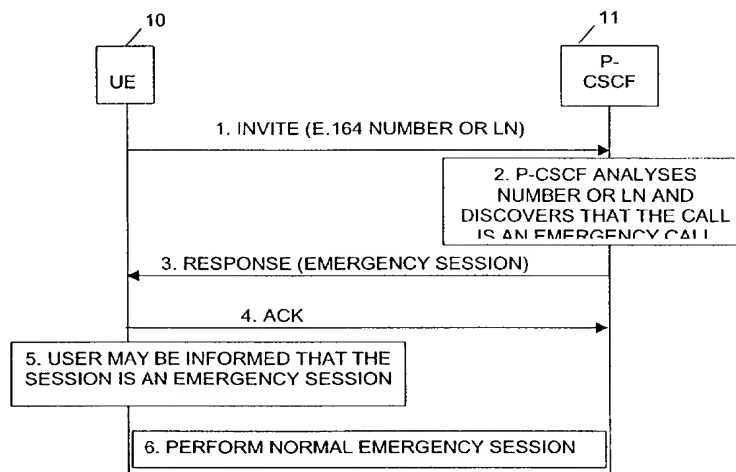 10
11
UE
P-
CSCF
1. INVITE (E.164 NUMBER OR LN)
2. P-CSCF ANALYSES
NUMBER OR LN AND
DISCOVERS THAT THE CALL
IS AN EMERGENCY CALL
3. RESPONSE (EMERGENCY SESSION)
4. ACK
5. USER MAY BE INFORMED THAT THE
SESSION IS AN EMERGENCY SESSION
6. PERFORM NORMAL EMERGENCY SESSION